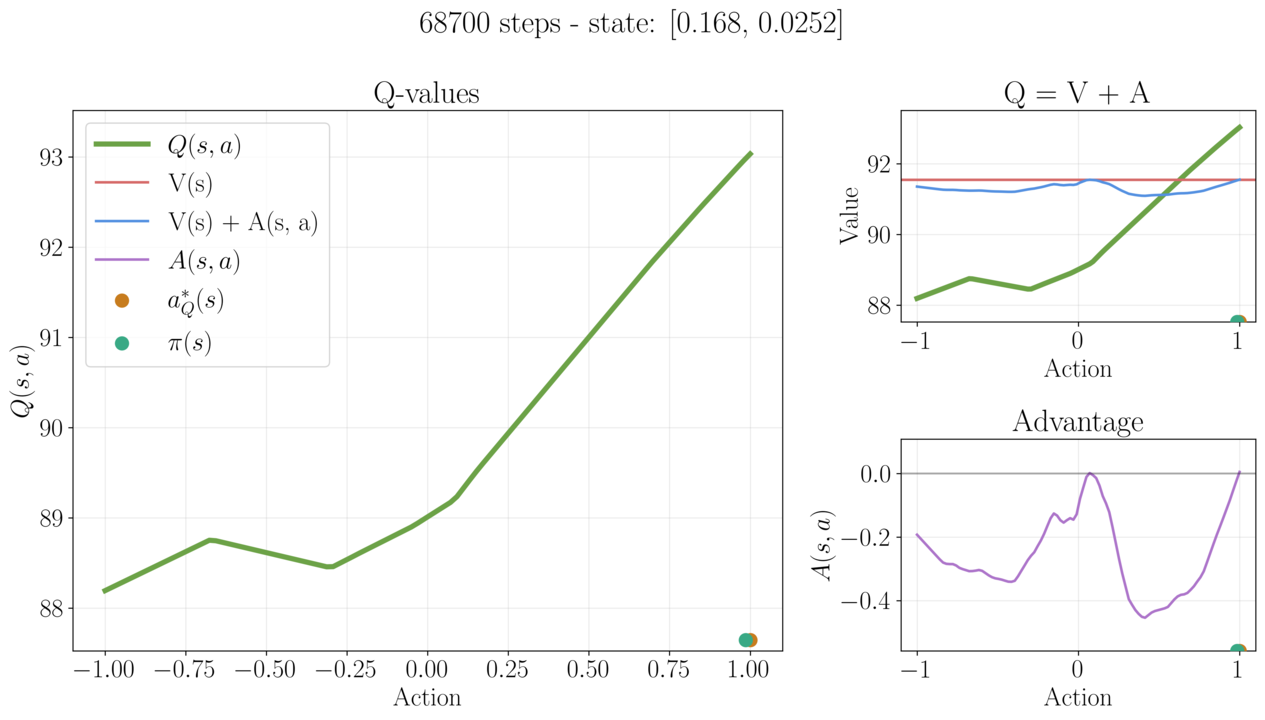 68700 steps - state: [0.168, 0.0252]
Q-values
Q(s, a)
93
92
91
90
89
88
Q(s, a)
V(s)
V(s) + A(s, a)
A(s, a)
a*Q(s)
π(s)
−1.00 −0.75 −0.50 −0.25 0.00 0.25 0.50 0.75 1.00
Action
Q = V + A
Value
92
90
88
−1 0 1
Action
Advantage
A(s, a)
0.0
−0.2
−0.4
−1 0 1
Action